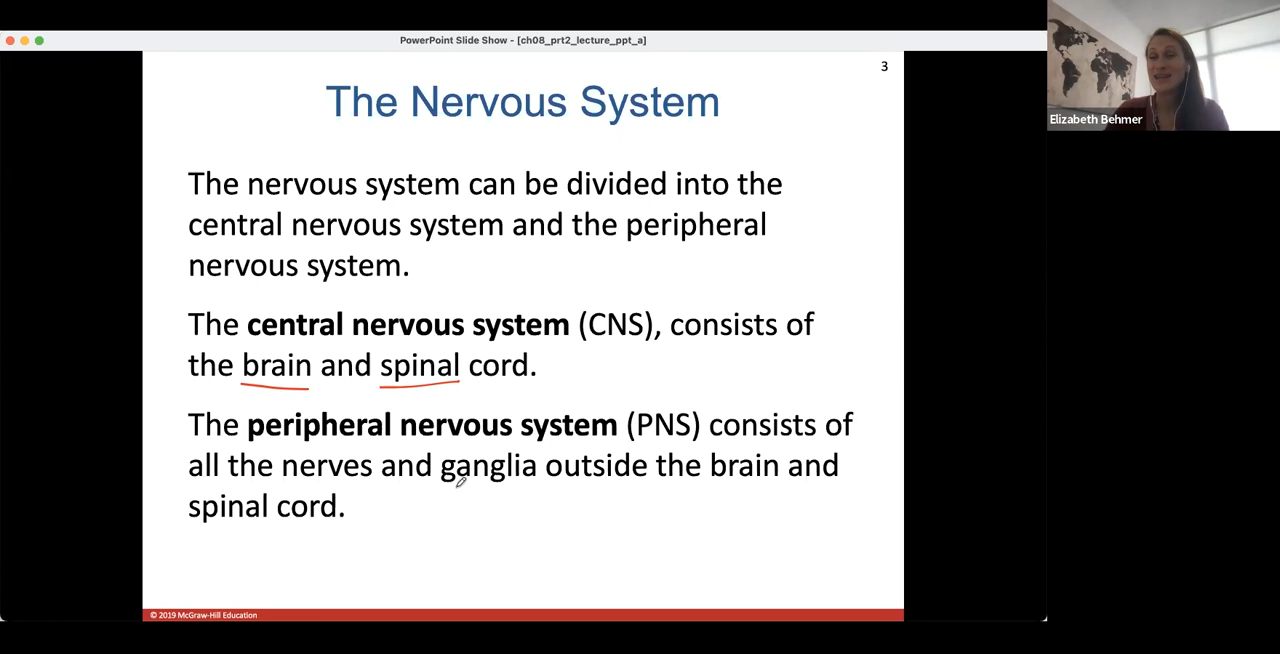 PowerPoint Slide Show - [ch08_prt2_lecture_ppt_a]
3
The Nervous System
The nervous system can be divided into the
central nervous system and the peripheral
nervous system.
The central nervous system (CNS), consists of
the brain and spinal cord.
The peripheral nervous system (PNS) consists of
all the nerves and ganglia outside the brain and
spinal cord.
© 2019 McGraw-Hill Education
Elizabeth Behmer